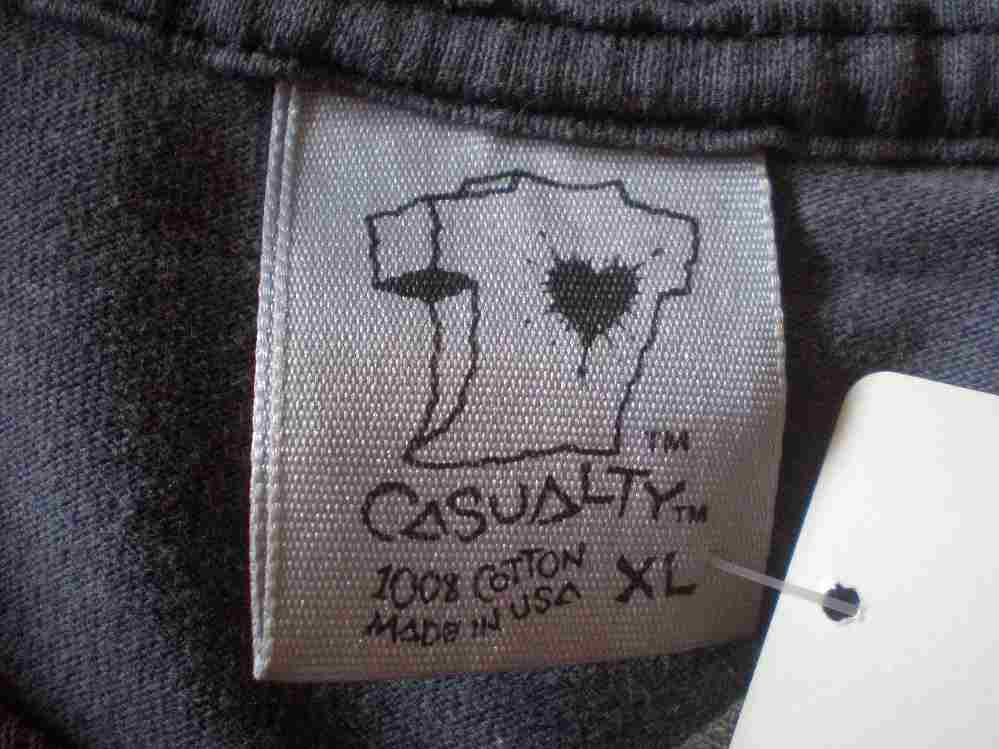 TM
CASUALTY TM
100% COTTON XL
MADE IN USA